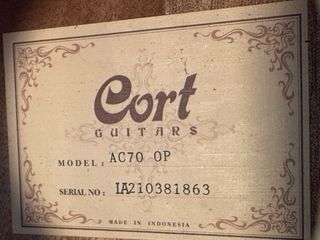 Cort
GUITARS
MODEL: AC70 OP
SERIAL NO: IA210381863
MADE IN INDONESIA